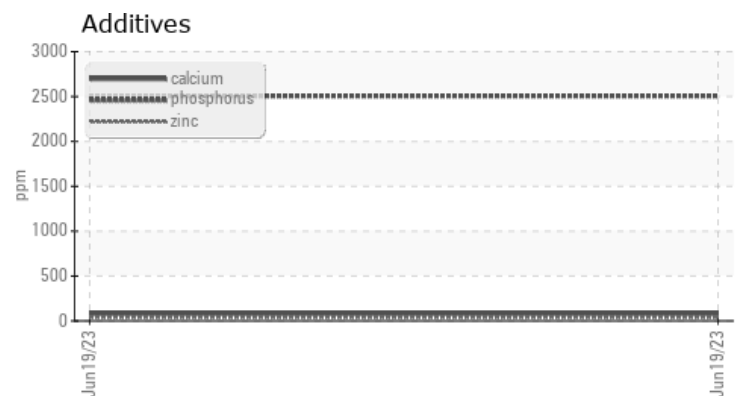 Additives
3000
calcium
2500
phosphorus
zinc
2000
ppm
1500
1000
500
0
Jun19/23
Jun19/23